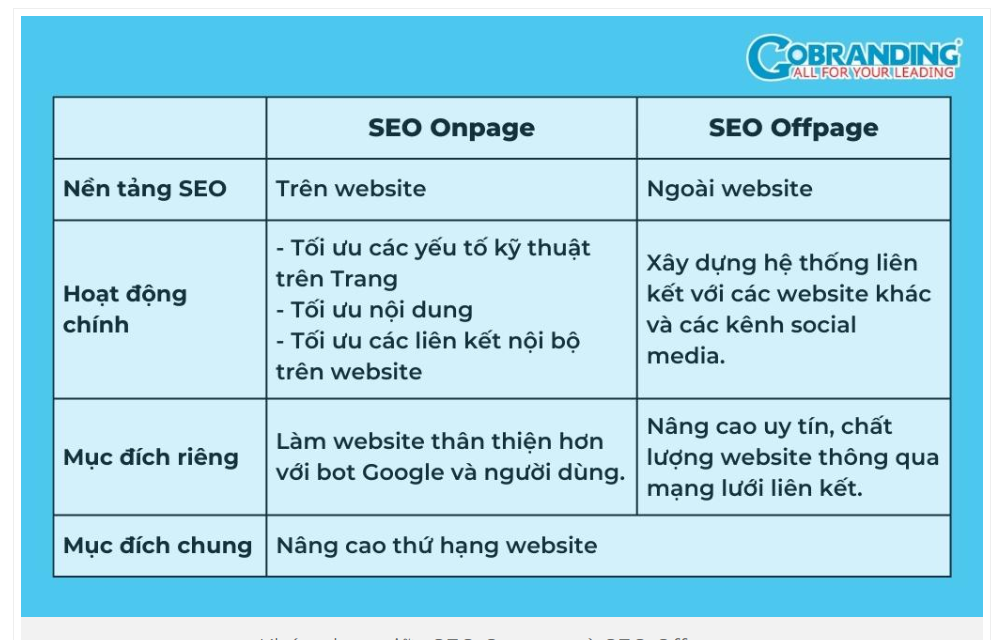 GOBRANDING
ALL FOR YOUR LEADING
SEO Onpage
SEO Offpage
Nền tảng SEO
Trên website
Ngoài website
Hoạt động
chính
- Tối ưu các yếu tố kỹ thuật
trên Trang
- Tối ưu nội dung
- Tối ưu các liên kết nội bộ
trên website
Xây dựng hệ thống liên
kết với các website khác
và các kênh social
media.
Mục đích riêng
Làm website thân thiện hơn
với bot Google và người dùng.
Nâng cao uy tín, chất
lượng website thông qua
mạng lưới liên kết.
Mục đích chung
Nâng cao thứ hạng website